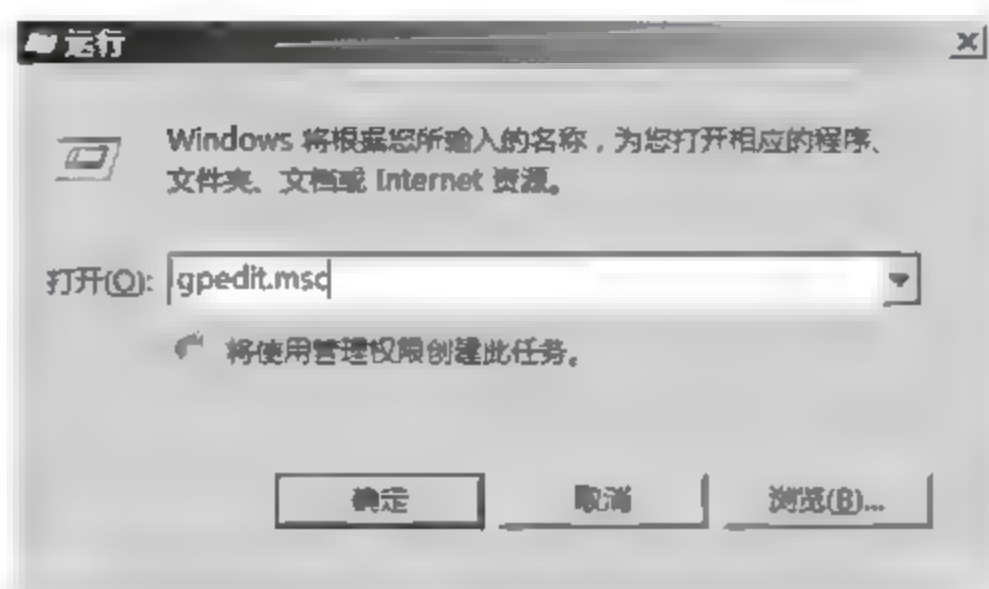 运行
Windows 将根据您所输入的名称，为您打开相应的程序、
文件夹、文档或 Internet 资源。
打开(O): gpedit.msc
将使用管理权限创建此任务。
确定 取消 浏览(B)...